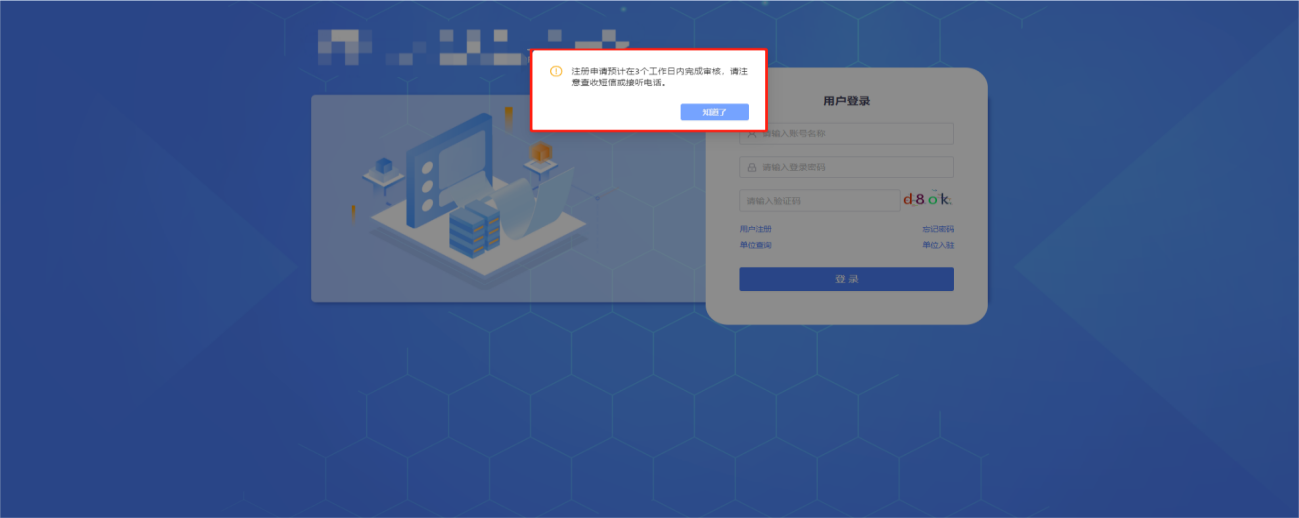 注册申请预计在3个工作日内完成审核，请注
意查收短信或接听电话。
知道了
用户登录
请输入账号名称
请输入登录密码
请输入验证码
d8ok
用户注册
忘记密码
单位查询
单位入驻
登 录